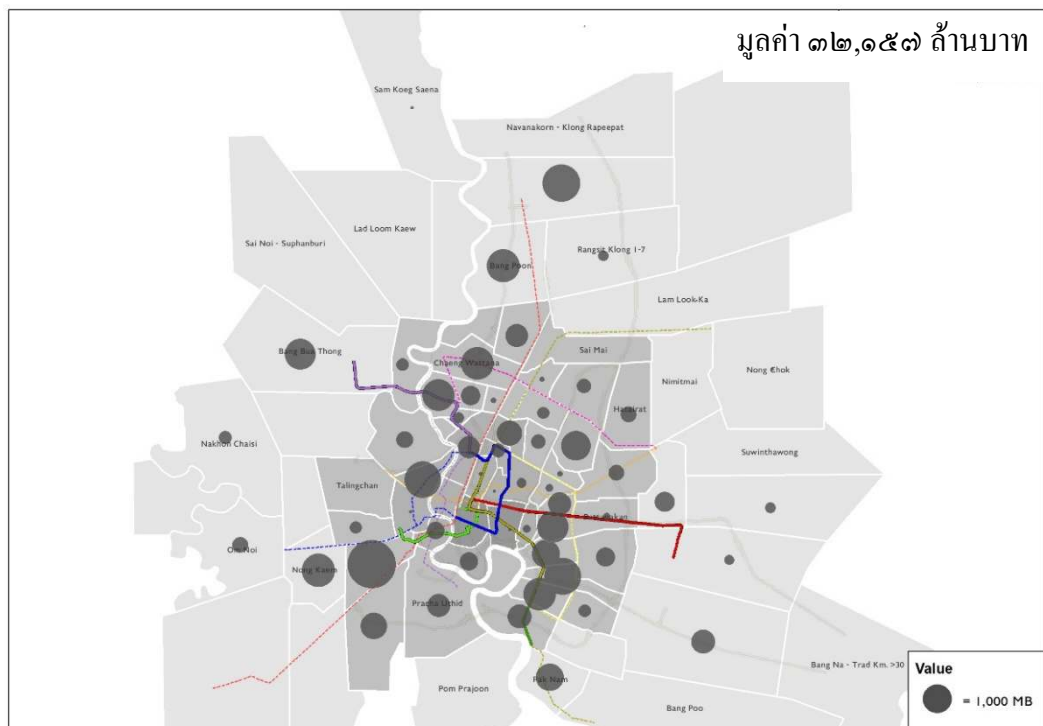 มูลค่า ๓๒,๑๕๗ ล้านบาท
Sam Koeg Saena
Navanakorn - Klong Rapeepat
Lad Loom Kaew
Sai Noi - Suphanburi
Rangsit Klong 1-7
Bang Poon
Lam Look-Ka
Bang Bua Thong
Sai Mai
Chaeng Wattana
Nong Chok
Nimitmai
Hatairat
Nakhon Chaisi
Suwinthawong
Talingchan
Om Noi
Nong Kaem
Pracha Uthid
Bang Na - Trad Km. >30
Pak Nam
Pom Prajoon
Bang Poo
Value
= 1,000 MB